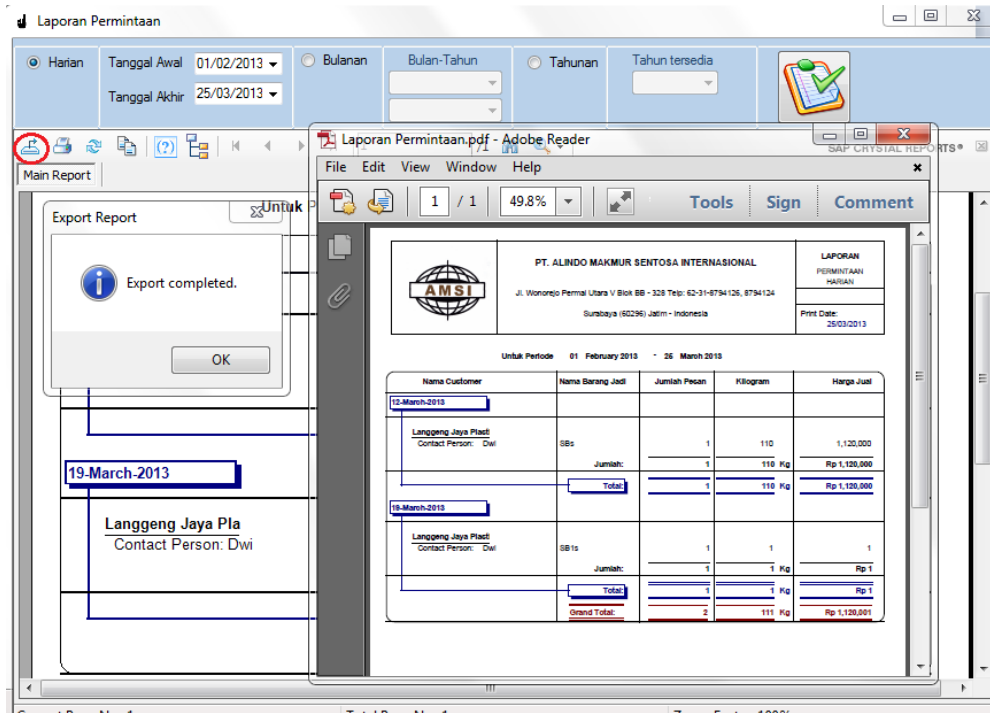 Laporan Permintaan
Harian
Tanggal Awal
01/02/2013
Tanggal Akhir
25/03/2013
Bulanan
Bulan-Tahun
Tahunan
Tahun tersedia
SAP CRYSTAL REPORTS®
Main Report
Untuk P
Export Report
Export completed.
OK
19-March-2013
Langgeng Jaya Pla
Contact Person: Dwi
Laporan Permintaan.pdf - Adobe Reader
File Edit View Window Help
1 / 1 49.8% Tools Sign Comment
AMSI
PT. ALINDO MAKMUR SENTOSA INTERNASIONAL
Jl. Wonorejo Permai Utara V Blok BB - 328 Telp: 62-31-8794126, 8794124
Surabaya (60296) Jatim - Indonesia
LAPORAN
PERMINTAAN
HARIAN
Print Date:
25/03/2013
Untuk Periode 01 February 2013 - 26 March 2013
Nama Customer Nama Barang Jadi Jumlah Pesan Kilogram Harga Jual
12-March-2013
Langgeng Jaya Plasti
Contact Person: Dwi SBs 1 110 1,120,000
Jumlah: 1 110 Kg Rp 1,120,000
Total: 1 110 Kg Rp 1,120,000
19-March-2013
Langgeng Jaya Plasti
Contact Person: Dwi SB1s 1 1 1
Jumlah: 1 1 Kg Rp 1
Total: 1 1 Kg Rp 1
Grand Total: 2 111 Kg Rp 1,120,001